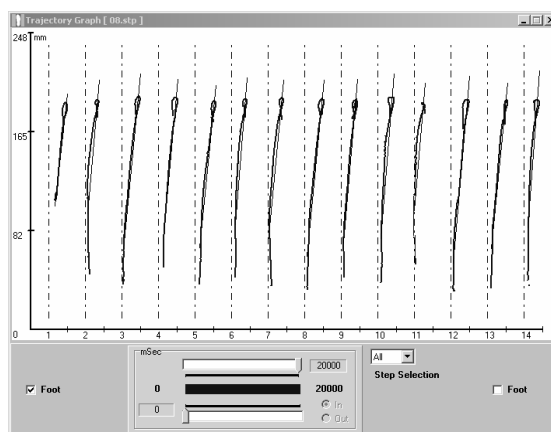 Trajectory Graph [ 08.stp ]
248 mm
165
82
0 1 2 3 4 5 6 7 8 9 10 11 12 13 14
mSec
20000
All
Step Selection
Foot
0 20000
Foot
0
In
Out